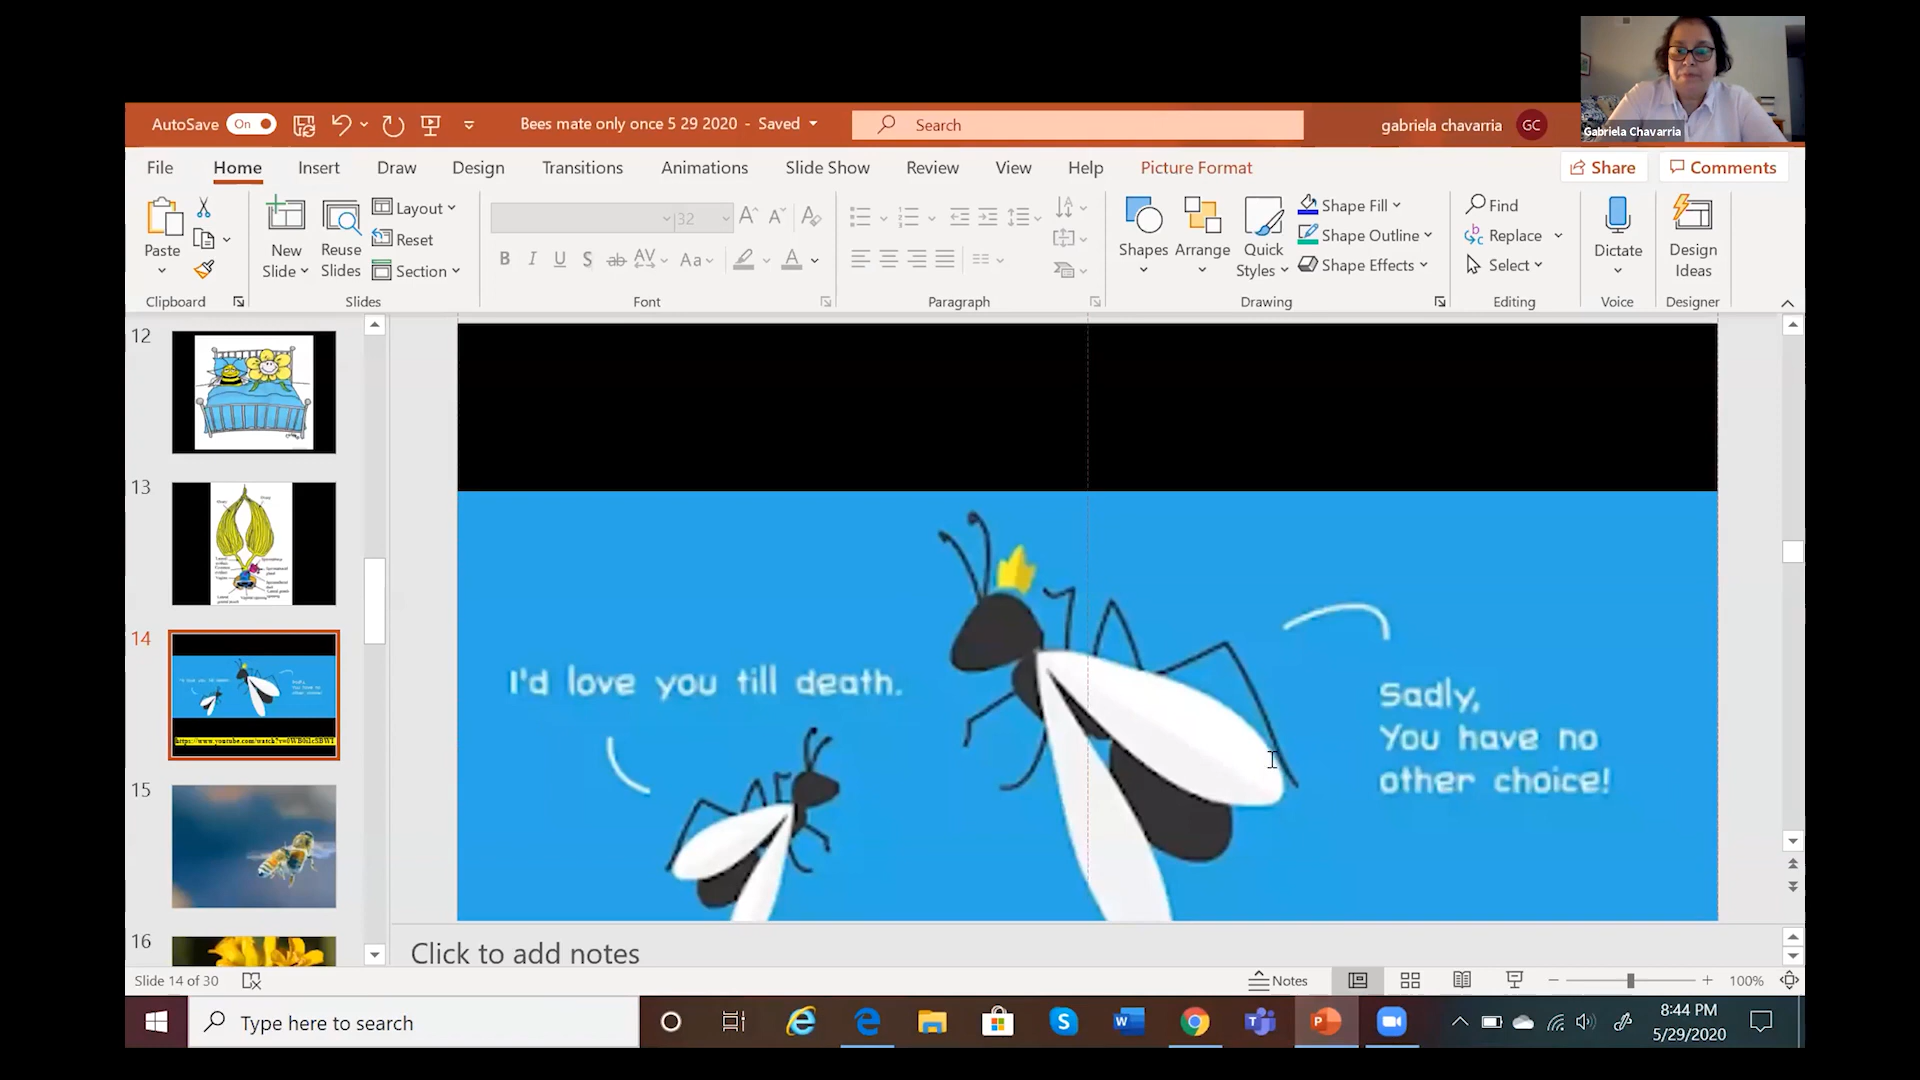 Gabriela Chavarria
AutoSave On
Bees mate only once 5 29 2020 - Saved
Search
gabriela chavarria GC
File Home Insert Draw Design Transitions Animations Slide Show Review View Help Picture Format
Share Comments
Paste
New Slide
Reuse Slides
Layout
Reset
Section
32
B I U S ab AV Aa A
Shapes
Arrange
Quick Styles
Shape Fill
Shape Outline
Shape Effects
Find
Replace
Select
Dictate
Design Ideas
Clipboard Slides Font Paragraph Drawing Editing Voice Designer
12
13
14
15
16
I'd love you till death.
Sadly,
You have no
other choice!
Click to add notes
Slide 14 of 30
Notes
100%
Type here to search
8:44 PM
5/29/2020